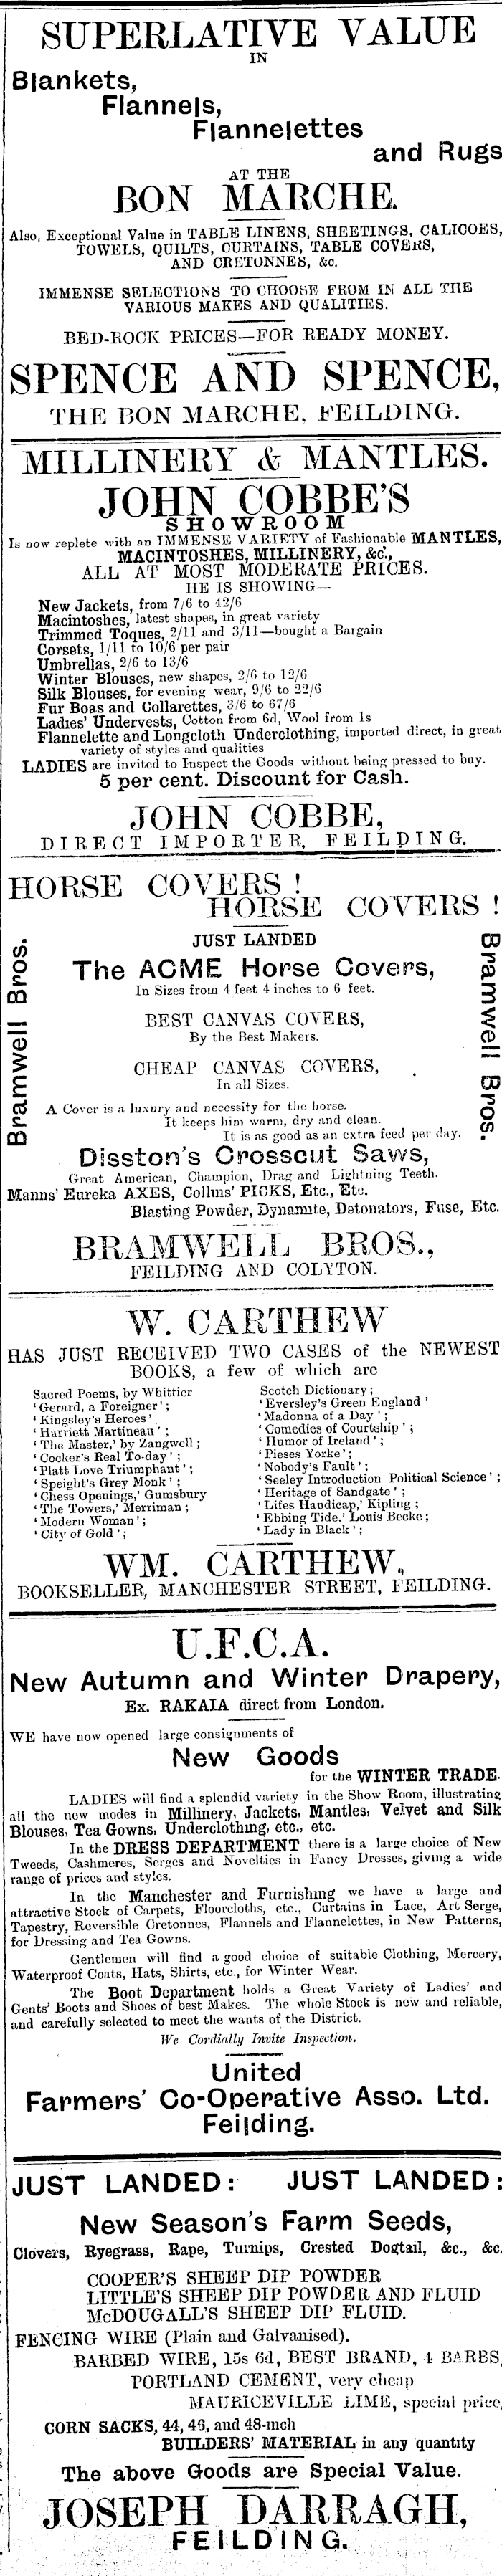 SUPERLATIVE VALUE
IN
Blankets,
Flannels,
Flannelettes
and Rugs
AT THE
BON MARCHE.
Also, Exceptional Value in TABLE LINENS, SHEETINGS, CALICOES,
TOWELS, QUILTS, CURTAINS, TABLE COVERS,
AND CRETONNES, &c.
IMMENSE SELECTIONS TO CHOOSE FROM IN ALL THE
VARIOUS MAKES AND QUALITIES.
BED-ROCK PRICES—FOR READY MONEY.
SPENCE AND SPENCE,
THE BON MARCHE, FEILDING.
MILLINERY & MANTLES.
JOHN COBBE'S
SHOWROOM
Is now replete with an IMMENSE VARIETY of Fashionable MANTLES,
MACINTOSHES, MILLINERY, &c.,
ALL AT MOST MODERATE PRICES.
HE IS SHOWING—
New Jackets, from 7/6 to 42/6
Macintoshes, latest shapes, in great variety
Trimmed Toques, 2/11 and 3/11—bought a Bargain
Corsets, 1/11 to 10/6 per pair
Umbrellas, 2/6 to 13/6
Winter Blouses, new shapes, 2/6 to 12/6
Silk Blouses, for evening wear, 9/6 to 22/6
Fur Boas and Collarettes, 3/6 to 67/6
Ladies' Undervests, Cotton from 6d, Wool from 1s
Flannelette and Longcloth Underclothing, imported direct, in great
variety of styles and qualities
LADIES are invited to Inspect the Goods without being pressed to buy.
5 per cent. Discount for Cash.
JOHN COBBE,
DIRECT IMPORTER, FEILDING.
HORSE COVERS !
HORSE COVERS !
Bramwell Bros.
Bramwell Bros.
JUST LANDED
The ACME Horse Covers,
In Sizes from 4 feet 4 inches to 6 feet.
BEST CANVAS COVERS,
By the Best Makers.
CHEAP CANVAS COVERS,
In all Sizes.
A Cover is a luxury and necessity for the horse.
It keeps him warm, dry and clean.
It is as good as an extra feed per day.
Disston's Crosscut Saws,
Great American, Champion, Drag and Lightning Teeth.
Manns' Eureka AXES, Collins' PICKS, Etc., Etc.
Blasting Powder, Dynamite, Detonators, Fuse, Etc.
BRAMWELL BROS.,
FEILDING AND COLYTON.
W. CARTHEW
HAS JUST RECEIVED TWO CASES of the NEWEST
BOOKS, a few of which are
Sacred Poems, by Whittier
'Gerard, a Foreigner';
'Kingsley's Heroes'
'Harriett Martineau';
'The Master,' by Zangwell;
'Cocker's Real To-day';
'Platt Love Triumphant';
'Speight's Grey Monk';
'Chess Openings,' Gumsbury
'The Towers,' Merriman;
'Modern Woman';
'City of Gold';
Scotch Dictionary;
'Eversley's Green England'
'Madonna of a Day';
'Comedies of Courtship';
'Humor of Ireland';
'Pieses Yorke';
'Nobody's Fault';
'Seeley Introduction Political Science';
'Heritage of Sandgate';
'Lifes Handicap,' Kipling;
'Ebbing Tide.' Louis Becke;
'Lady in Black';
WM. CARTHEW,
BOOKSELLER, MANCHESTER STREET, FEILDING.
U.F.C.A.
New Autumn and Winter Drapery,
Ex. RAKAIA direct from London.
WE have now opened large consignments of
New Goods
for the WINTER TRADE.
LADIES will find a splendid variety in the Show Room, illustrating
all the new modes in Millinery, Jackets, Mantles, Velvet and Silk
Blouses, Tea Gowns, Underclothing, etc., etc.
In the DRESS DEPARTMENT there is a large choice of New
Tweeds, Cashmeres, Serges and Novelties in Fancy Dresses, giving a wide
range of prices and styles.
In the Manchester and Furnishing we have a large and
attractive Stock of Carpets, Floorcloths, etc., Curtains in Lace, Art Serge,
Tapestry, Reversible Cretonnes, Flannels and Flannelettes, in New Patterns,
for Dressing and Tea Gowns.
Gentlemen will find a good choice of suitable Clothing, Mercery,
Waterproof Coats, Hats, Shirts, etc., for Winter Wear.
The Boot Department holds a Great Variety of Ladies' and
Gents' Boots and Shoes of best Makes. The whole Stock is new and reliable,
and carefully selected to meet the wants of the District.
We Cordially Invite Inspection.
United
Farmers' Co-Operative Asso. Ltd.
Feilding.
JUST LANDED: JUST LANDED:
New Season's Farm Seeds,
Clovers, Ryegrass, Rape, Turnips, Crested Dogtail, &c., &c.
COOPER'S SHEEP DIP POWDER
LITTLE'S SHEEP DIP POWDER AND FLUID
McDOUGALL'S SHEEP DIP FLUID.
FENCING WIRE (Plain and Galvanised).
BARBED WIRE, 15s 6d, BEST BRAND, 4 BARBS,
PORTLAND CEMENT, very cheap
MAURICEVILLE LIME, special price,
CORN SACKS, 44, 46, and 48-inch
BUILDERS' MATERIAL in any quantity
The above Goods are Special Value.
JOSEPH DARRAGH,
FEILDING.